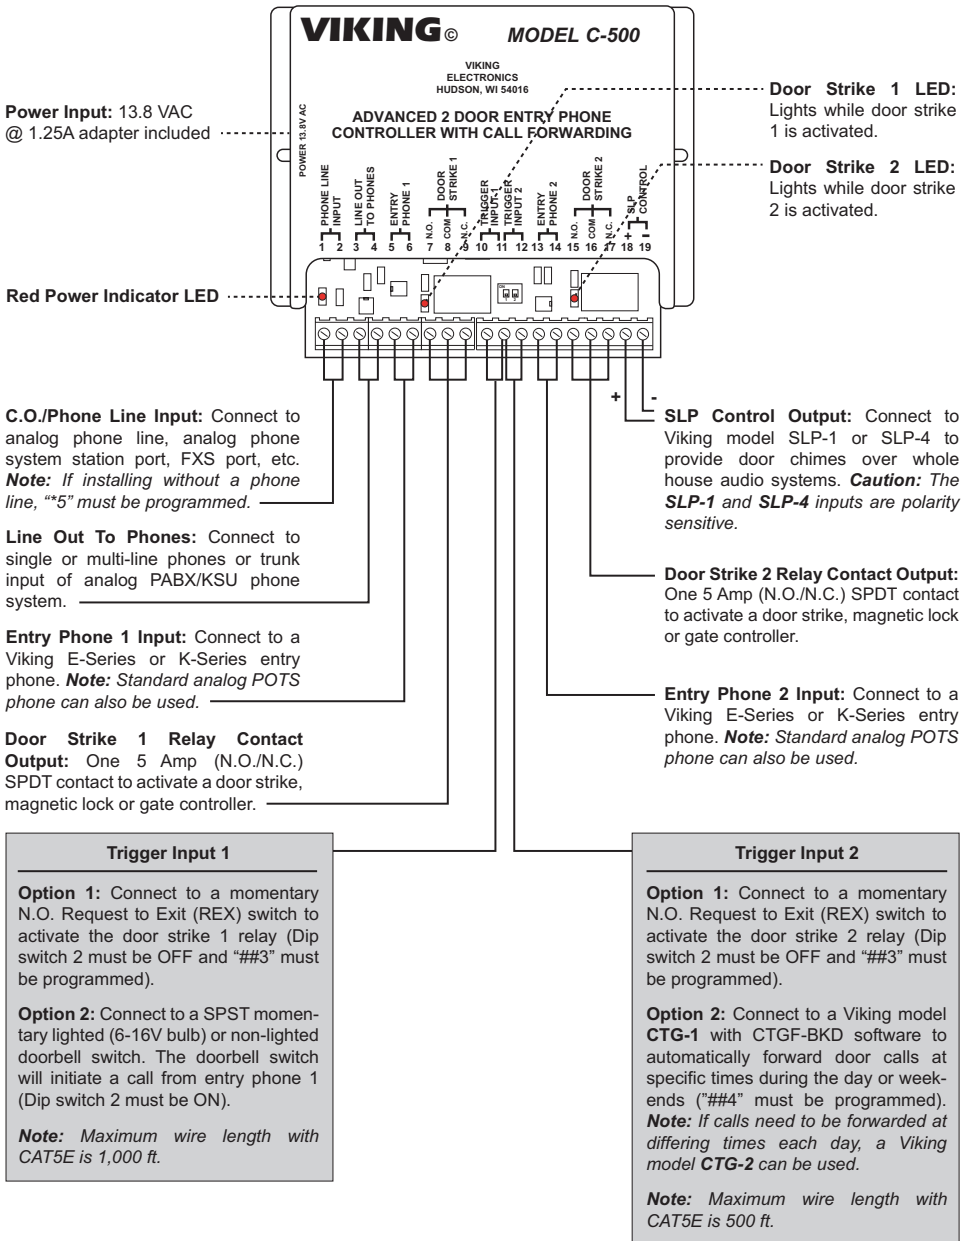 VIKING©
MODEL C-500
VIKING
ELECTRONICS
HUDSON, WI 54016
ADVANCED 2 DOOR ENTRY PHONE
CONTROLLER WITH CALL FORWARDING
POWER 13.8V AC
PHONE LINE
INPUT
LINE OUT
TO PHONES
ENTRY
PHONE 1
DOOR
STRIKE 1
N.O.
COM
N.C.
TRIGGER
INPUT 1
TRIGGER
INPUT 2
ENTRY
PHONE 2
DOOR
STRIKE 2
N.O.
COM
N.C.
SLP
CONTROL
+ -
1 2 3 4 5 6 7 8 9 10 11 12 13 14 15 16 17 18 19
ON
1 2
Power Input: 13.8 VAC
@ 1.25A adapter included
Red Power Indicator LED
Door Strike 1 LED:
Lights while door strike
1 is activated.
Door Strike 2 LED:
Lights while door strike
2 is activated.
+ -
C.O./Phone Line Input: Connect to
analog phone line, analog phone
system station port, FXS port, etc.
Note: If installing without a phone
line, "*5" must be programmed.
Line Out To Phones: Connect to
single or multi-line phones or trunk
input of analog PABX/KSU phone
system.
Entry Phone 1 Input: Connect to a
Viking E-Series or K-Series entry
phone. Note: Standard analog POTS
phone can also be used.
Door Strike 1 Relay Contact
Output: One 5 Amp (N.O./N.C.)
SPDT contact to activate a door strike,
magnetic lock or gate controller.
SLP Control Output: Connect to
Viking model SLP-1 or SLP-4 to
provide door chimes over whole
house audio systems. Caution: The
SLP-1 and SLP-4 inputs are polarity
sensitive.
Door Strike 2 Relay Contact Output:
One 5 Amp (N.O./N.C.) SPDT contact
to activate a door strike, magnetic lock
or gate controller.
Entry Phone 2 Input: Connect to a
Viking E-Series or K-Series entry
phone. Note: Standard analog POTS
phone can also be used.
Trigger Input 1
Option 1: Connect to a momentary
N.O. Request to Exit (REX) switch to
activate the door strike 1 relay (Dip
switch 2 must be OFF and “##3” must
be programmed).
Option 2: Connect to a SPST momen-
tary lighted (6-16V bulb) or non-lighted
doorbell switch. The doorbell switch
will initiate a call from entry phone 1
(Dip switch 2 must be ON).
Note: Maximum wire length with
CAT5E is 1,000 ft.
Trigger Input 2
Option 1: Connect to a momentary
N.O. Request to Exit (REX) switch to
activate the door strike 2 relay (Dip
switch 2 must be OFF and “##3” must
be programmed).
Option 2: Connect to a Viking model
CTG-1 with CTGF-BKD software to
automatically forward door calls at
specific times during the day or week-
ends ("##4" must be programmed).
Note: If calls need to be forwarded at
differing times each day, a Viking
model CTG-2 can be used.
Note: Maximum wire length with
CAT5E is 500 ft.